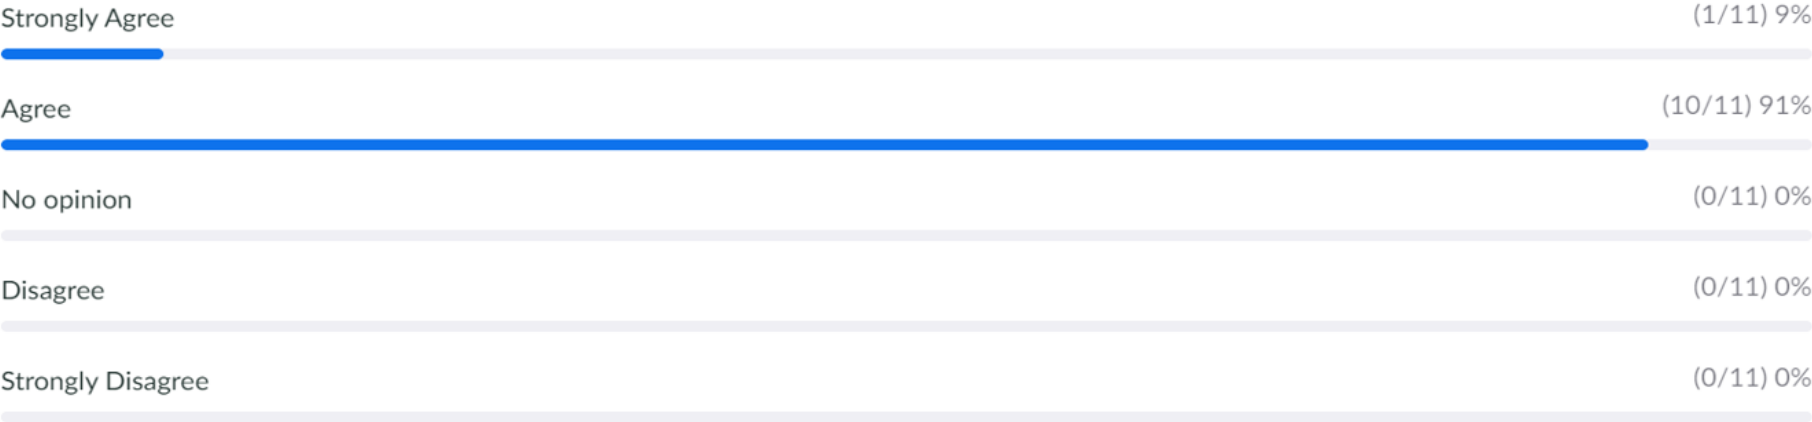 Strongly Agree (1/11) 9%
Agree (10/11) 91%
No opinion (0/11) 0%
Disagree (0/11) 0%
Strongly Disagree (0/11) 0%